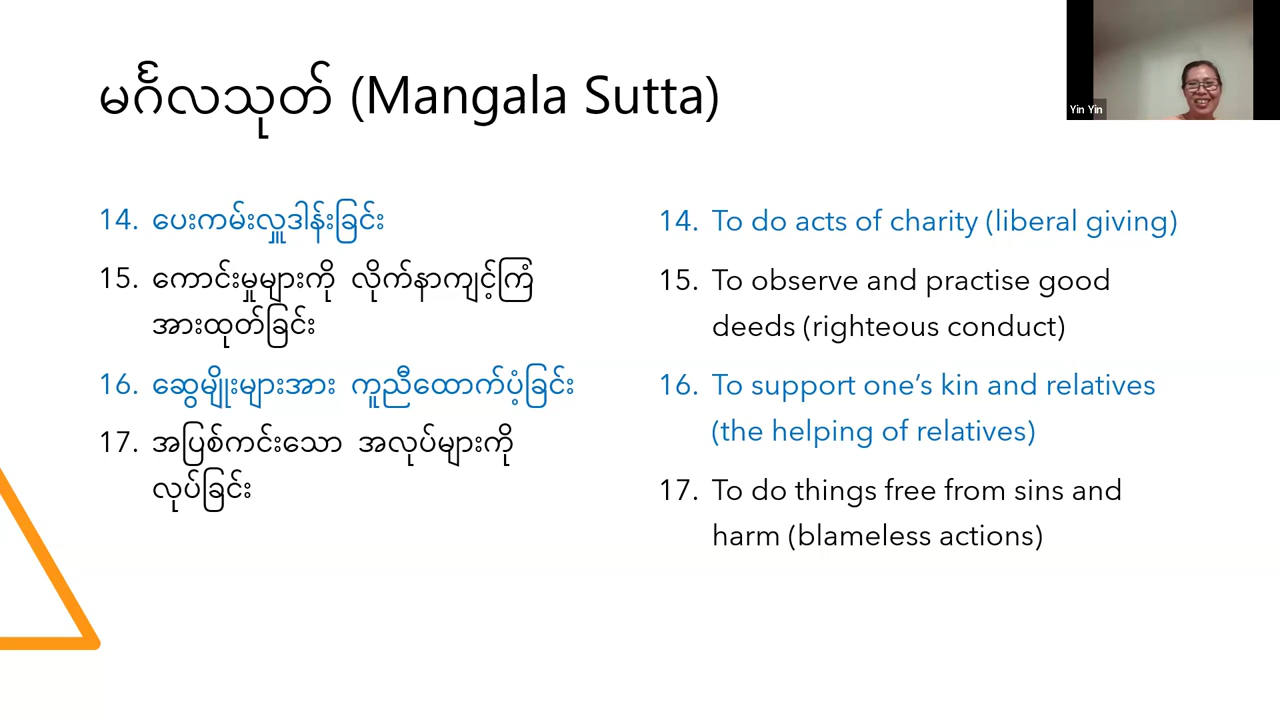 မင်္ဂလသုတ် (Mangala Sutta)
Yin Yin
14. ပေးကမ်းလှူဒါန်းခြင်း
15. ကောင်းမှုများကို လိုက်နာကျင့်ကြံ
အားထုတ်ခြင်း
16. ဆွေမျိုးများအား ကူညီထောက်ပံ့ခြင်း
17. အပြစ်ကင်းသော အလုပ်များကို
လုပ်ခြင်း
14. To do acts of charity (liberal giving)
15. To observe and practise good
deeds (righteous conduct)
16. To support one’s kin and relatives
(the helping of relatives)
17. To do things free from sins and
harm (blameless actions)